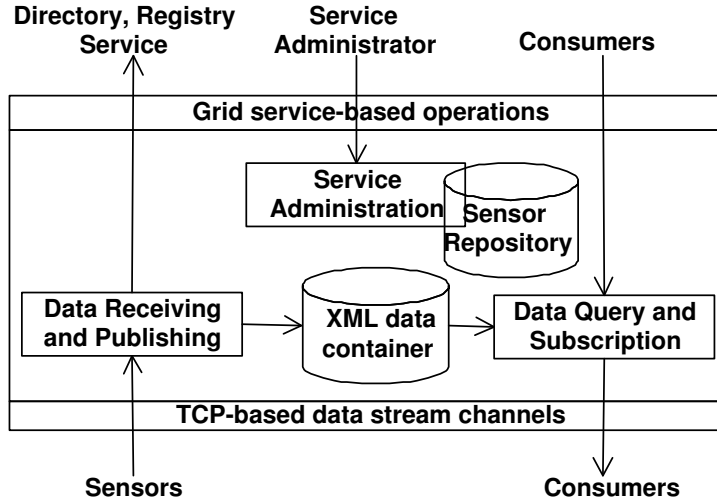 Directory, Registry
Service
Service
Administrator
Consumers
Grid service-based operations
Service
Administration
Sensor
Repository
Data Receiving
and Publishing
XML data
container
Data Query and
Subscription
TCP-based data stream channels
Sensors
Consumers